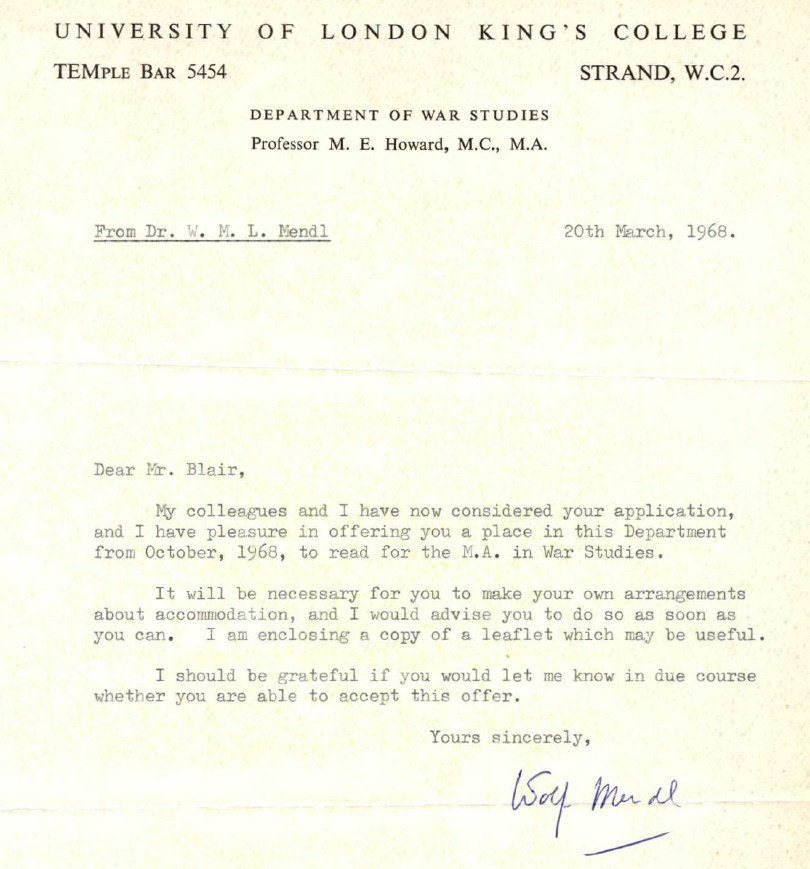 UNIVERSITY OF LONDON KING'S COLLEGE
TEMPLE BAR 5454 STRAND, W.C.2.
DEPARTMENT OF WAR STUDIES
Professor M. E. Howard, M.C., M.A.
From Dr. W. M. L. Mendl 20th March, 1968.
Dear Mr. Blair,
My colleagues and I have now considered your application,
and I have pleasure in offering you a place in this Department
from October, 1968, to read for the M.A. in War Studies.
It will be necessary for you to make your own arrangements
about accommodation, and I would advise you to do so as soon as
you can. I am enclosing a copy of a leaflet which may be useful.
I should be grateful if you would let me know in due course
whether you are able to accept this offer.
Yours sincerely,
Wolf Mendl